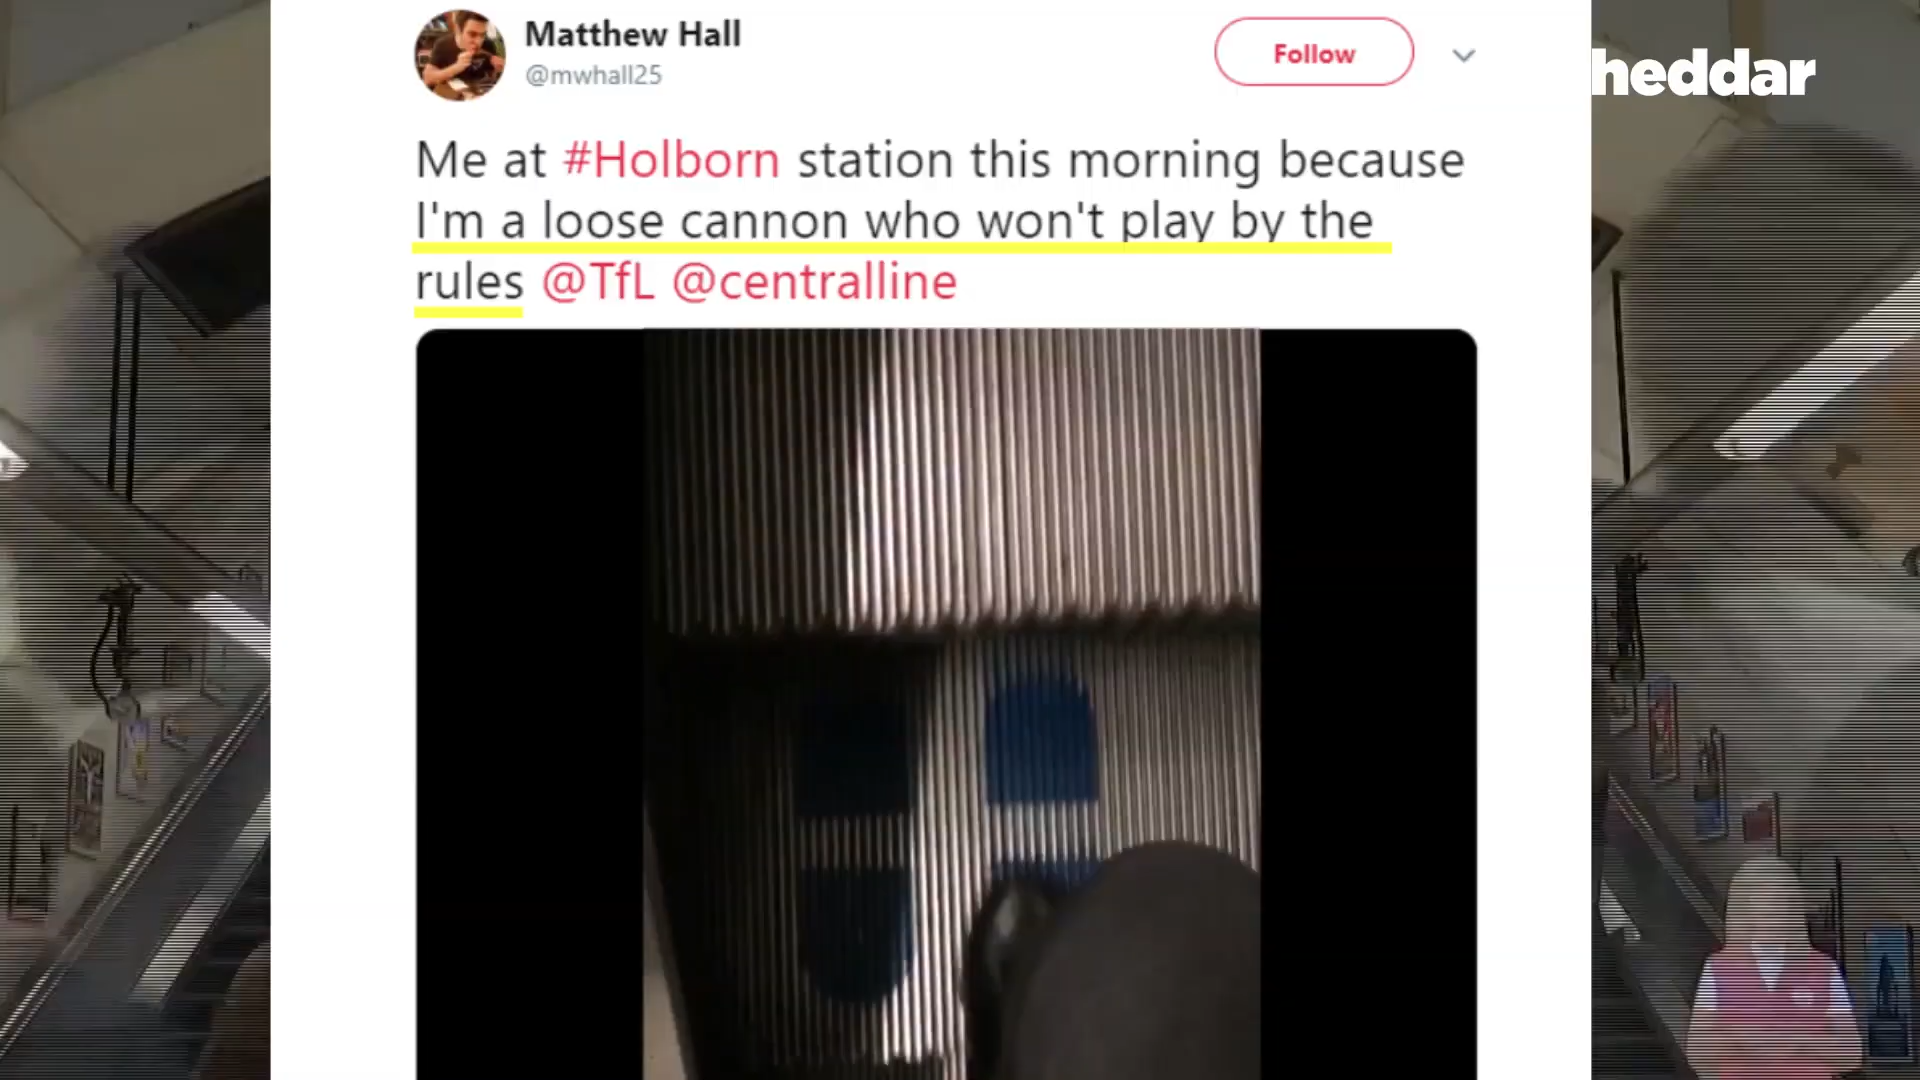 Matthew Hall
@mwhall25
Follow
heddar
Me at #Holborn station this morning because
I'm a loose cannon who won't play by the
rules @TfL @centralline